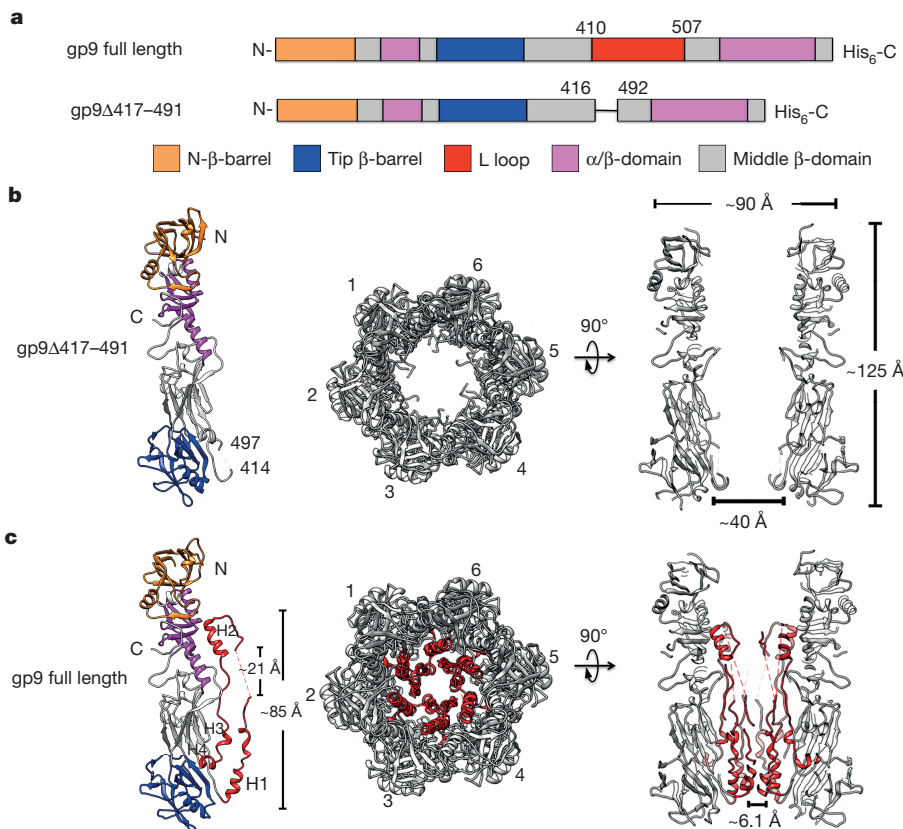 a
410 507
gp9 full length N- His6-C
416 492
gp9Δ417–491 N- His6-C
N-β-barrel Tip β-barrel L loop α/β-domain Middle β-domain
b
~90 Å
N
6
1
C
90°
gp9Δ417–491
5
2
~125 Å
497
414
4
3
~40 Å
c
N
6
1
H2
C
~21 Å
90°
5
gp9 full length
2
~85 Å
H3
H4
H1
4
3
~6.1 Å